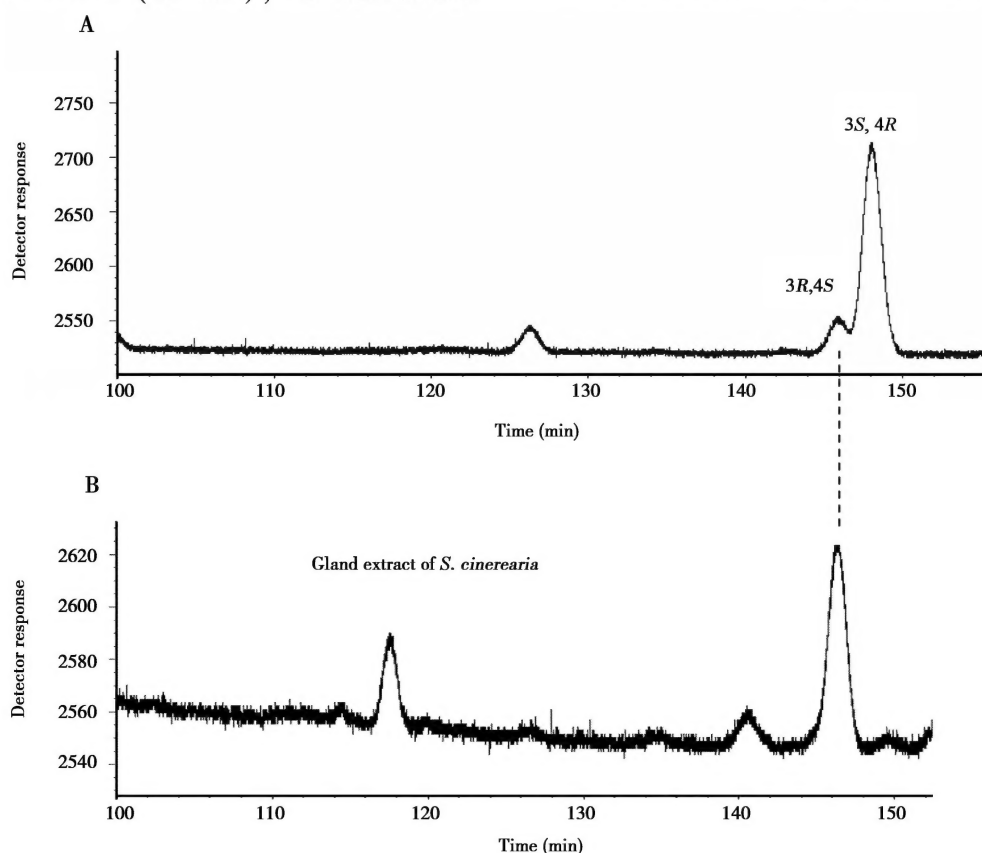 A
2750
2700
2650
2600
2550
Detector response
3S, 4R
3R,4S
100 110 120 130 140 150
Time (min)
B
2620
2600
2580
2560
2540
Detector response
Gland extract of S. cinerearia
100 110 120 130 140 150
Time (min)